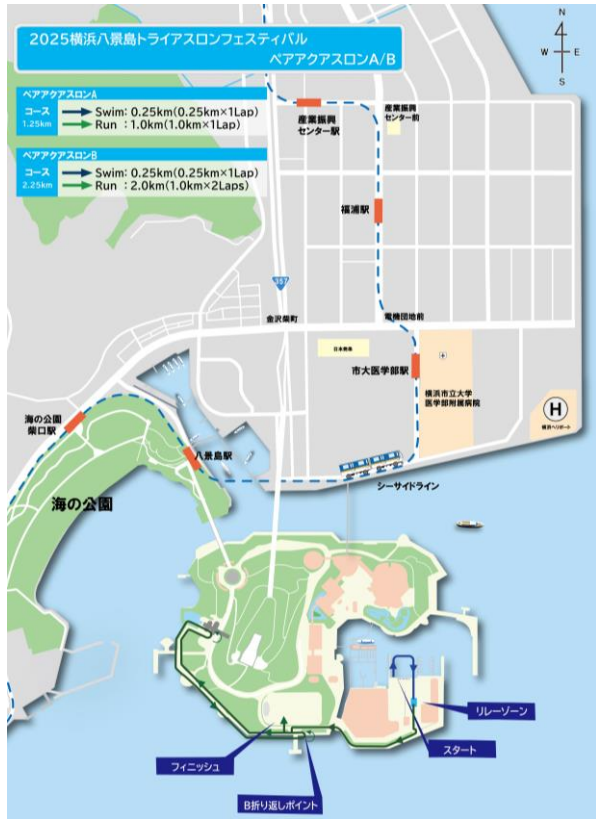 2025横浜八景島トライアスロンフェスティバル
ペアアクアスロンA/B
N
W
E
S
ペアアクアスロンA
コース
1.25km
Swim: 0.25km(0.25km×1Lap)
Run : 1.0km(1.0km×1Lap)
ペアアクアスロンB
コース
2.25km
Swim: 0.25km(0.25km×1Lap)
Run : 2.0km(1.0km×2Laps)
産業振興
センター駅
産業振興
センター前
福浦駅
357
金沢柴町
電機団地前
市大医学部駅
横浜市立大学
医学部附属病院
H
横浜ヘリポート
海の公園
柴口駅
八景島駅
シーサイドライン
海の公園
リレーゾーン
スタート
フィニッシュ
B折り返しポイント